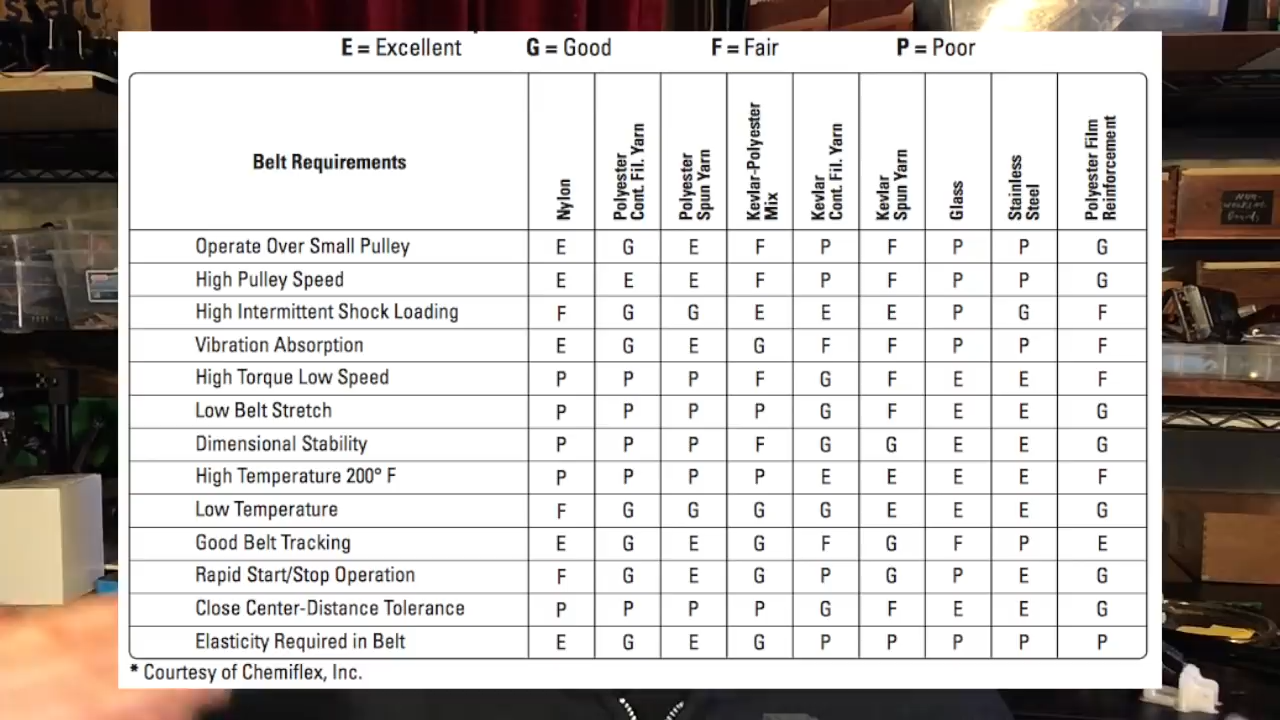 start
E = Excellent G = Good F = Fair P = Poor
Belt Requirements Nylon Polyester Cont. Fil. Yarn Polyester Spun Yarn Kevlar-Polyester Mix Kevlar Cont. Fil. Yarn Kevlar Spun Yarn Glass Stainless Steel Polyester Film Reinforcement
Operate Over Small Pulley E G E F P F P P G
High Pulley Speed E E E F P F P P G
High Intermittent Shock Loading F G G E E E P G F
Vibration Absorption E G E G F F P P F
High Torque Low Speed P P P F G F E E F
Low Belt Stretch P P P P G F E E G
Dimensional Stability P P P F G G E E G
High Temperature 200° F P P P P E E E E F
Low Temperature F G G G G E E E G
Good Belt Tracking E G E G F G F P E
Rapid Start/Stop Operation F G E G P G P E G
Close Center-Distance Tolerance P P P P G F E E G
Elasticity Required in Belt E G E G P P P P P
* Courtesy of Chemiflex, Inc.